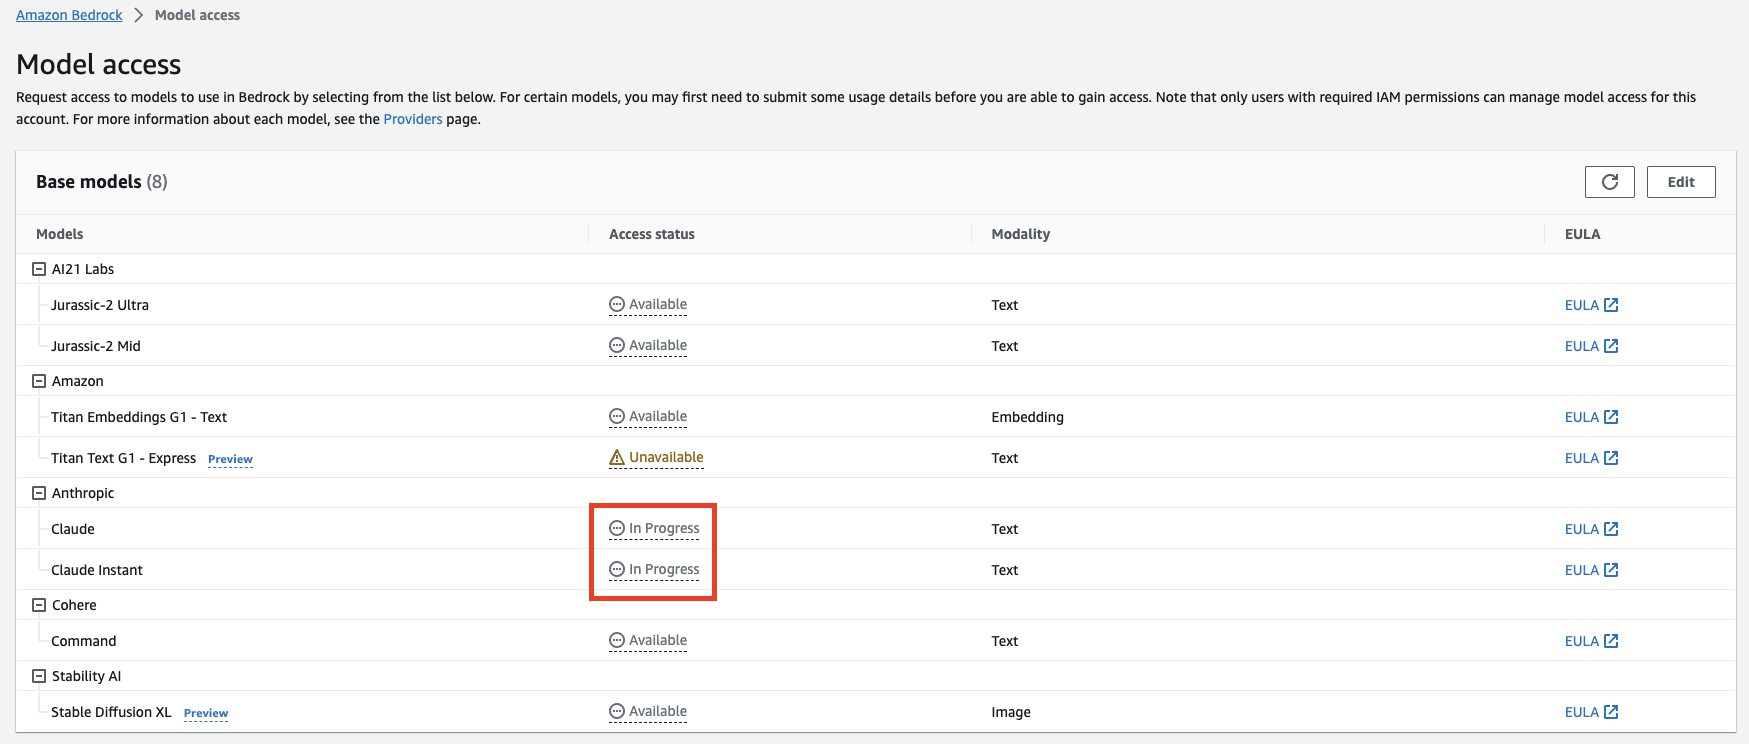 Amazon Bedrock > Model access
Model access
Request access to models to use in Bedrock by selecting from the list below. For certain models, you may first need to submit some usage details before you are able to gain access. Note that only users with required IAM permissions can manage model access for this
account. For more information about each model, see the Providers page.
Base models (8)
Edit
Models Access status Modality EULA
AI21 Labs
Jurassic-2 Ultra Available Text EULA
Jurassic-2 Mid Available Text EULA
Amazon
Titan Embeddings G1 - Text Available Embedding EULA
Titan Text G1 - Express Preview Unavailable Text EULA
Anthropic
Claude In Progress Text EULA
Claude Instant In Progress Text EULA
Cohere
Command Available Text EULA
Stability AI
Stable Diffusion XL Preview Available Image EULA